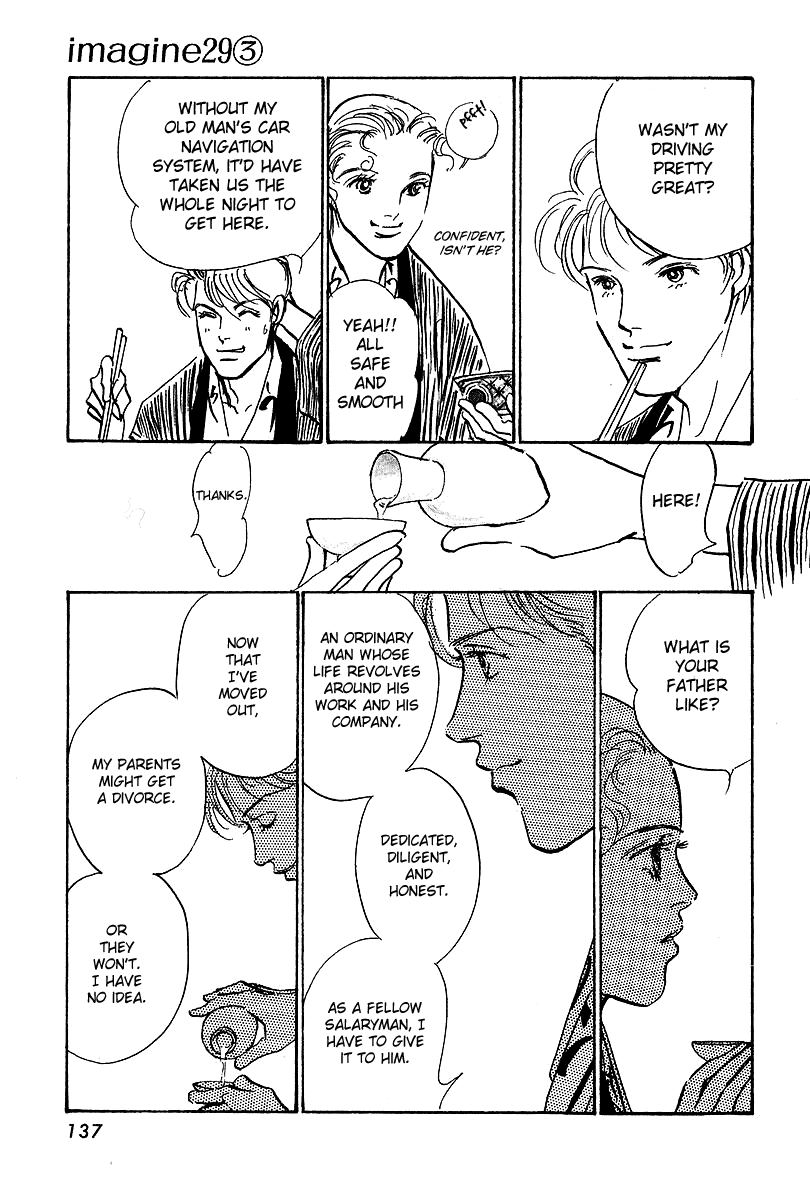 imagine29③
WASN'T MY
DRIVING
PRETTY
GREAT?
pfft!
CONFIDENT,
ISN'T HE?
YEAH!!
ALL
SAFE
AND
SMOOTH
WITHOUT MY
OLD MAN'S CAR
NAVIGATION
SYSTEM, IT'D HAVE
TAKEN US THE
WHOLE NIGHT TO
GET HERE.
HERE!
THANKS.
WHAT IS
YOUR
FATHER
LIKE?
AN ORDINARY
MAN WHOSE
LIFE REVOLVES
AROUND HIS
WORK AND HIS
COMPANY.
DEDICATED,
DILIGENT,
AND
HONEST.
AS A FELLOW
SALARYMAN, I
HAVE TO GIVE
IT TO HIM.
NOW
THAT
I'VE
MOVED
OUT,
MY PARENTS
MIGHT GET
A DIVORCE.
OR
THEY
WON'T.
I HAVE
NO IDEA.
137